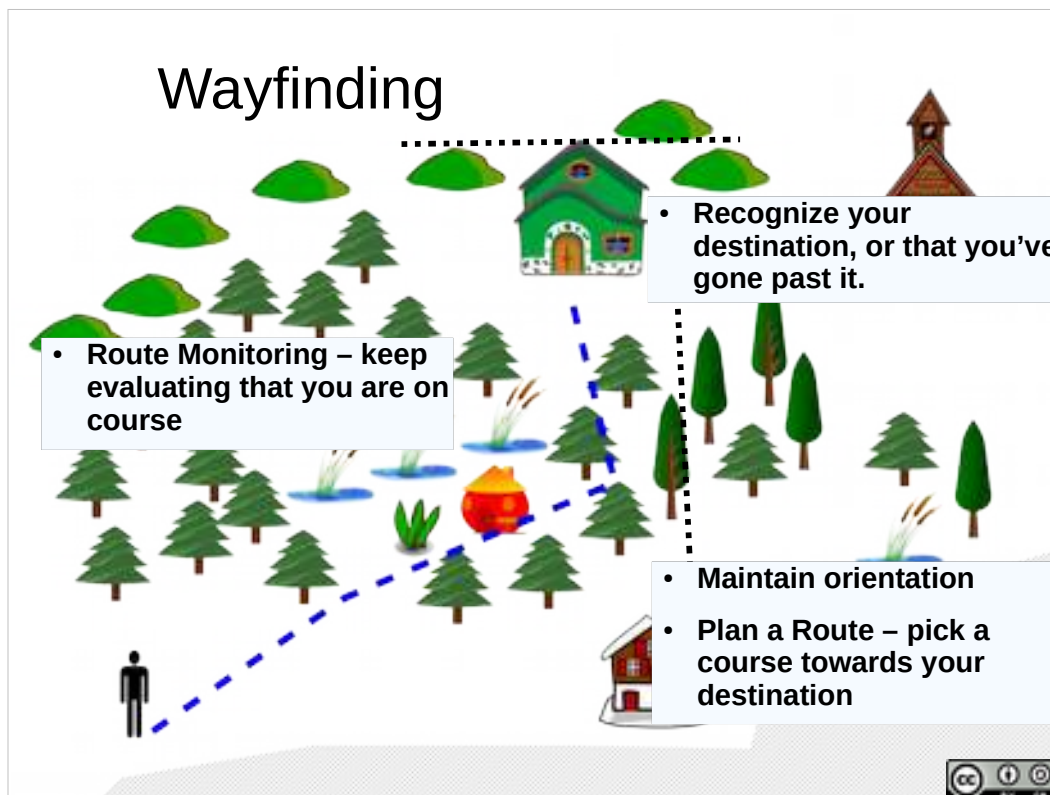 Wayfinding
• Recognize your
destination, or that you’ve
gone past it.
• Route Monitoring – keep
evaluating that you are on
course
• Maintain orientation
• Plan a Route – pick a
course towards your
destination
cc